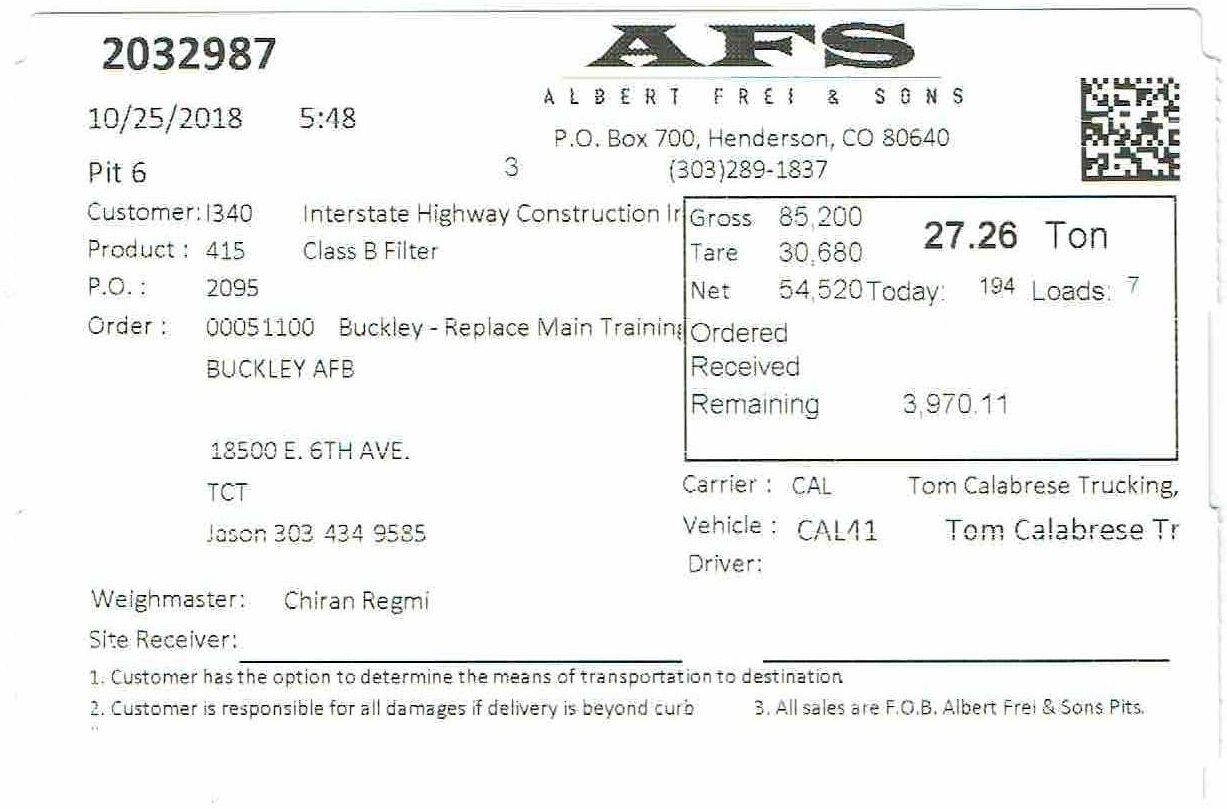 2032987
AFS
ALBERT FREI & SONS
10/25/2018 5:48
P.O. Box 700, Henderson, CO 80640
Pit 6 3 (303)289-1837
Customer: I340 Interstate Highway Construction Ir
Product : 415 Class B Filter
P.O. : 2095
Order : 00051100 Buckley - Replace Main Training
BUCKLEY AFB
18500 E. 6TH AVE.
TCT
Jason 303 434 9585
Gross 85,200 27.26 Ton
Tare 30,680
Net 54,520 Today: 194 Loads: 7
Ordered
Received
Remaining 3,970.11
Carrier : CAL Tom Calabrese Trucking,
Vehicle : CAL41 Tom Calabrese Tr
Driver:
Weighmaster: Chiran Regmi
Site Receiver:
1. Customer has the option to determine the means of transportation to destination
2. Customer is responsible for all damages if delivery is beyond curb 3. All sales are F.O.B. Albert Frei & Sons Pits.